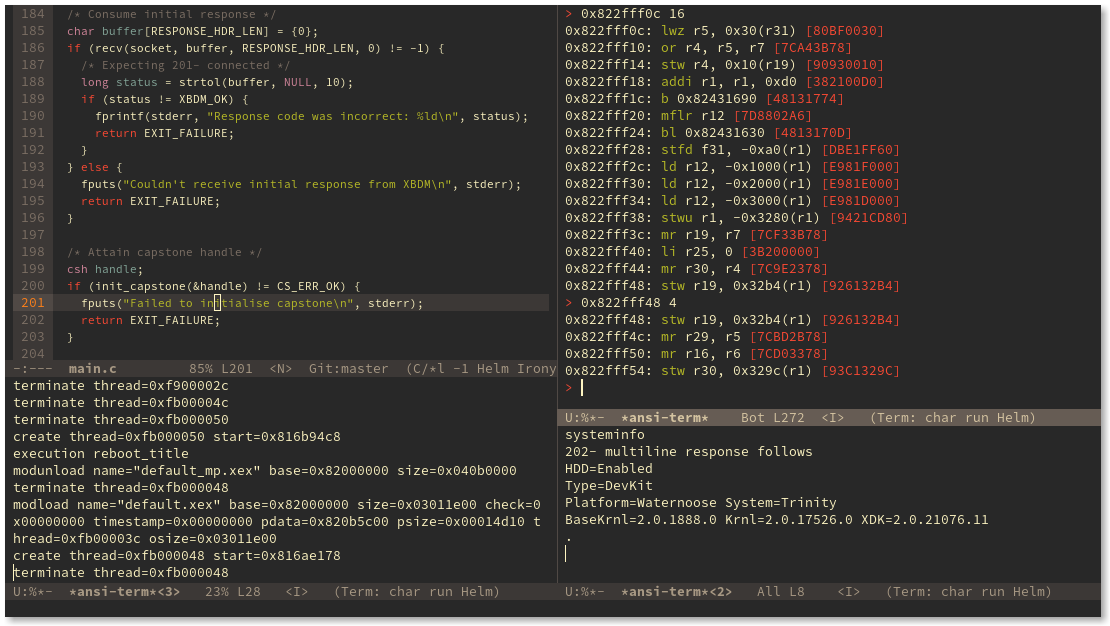 184 /* Consume initial response */
185 char buffer[RESPONSE_HDR_LEN] = {0};
186 if (recv(socket, buffer, RESPONSE_HDR_LEN, 0) != -1) {
187 /* Expecting 201- connected */
188 long status = strtol(buffer, NULL, 10);
189 if (status != XBDM_OK) {
190 fprintf(stderr, "Response code was incorrect: %ld\n", status);
191 return EXIT_FAILURE;
192 }
193 } else {
194 fputs("Couldn't receive initial response from XBDM\n", stderr);
195 return EXIT_FAILURE;
196 }
197
198 /* Attain capstone handle */
199 csh handle;
200 if (init_capstone(&handle) != CS_ERR_OK) {
201 fputs("Failed to initialise capstone\n", stderr);
202 return EXIT_FAILURE;
203 }
204
-:--- main.c 85% L201 <N> Git:master (C/*l -1 Helm Irony
terminate thread=0xf900002c
terminate thread=0xfb00004c
terminate thread=0xfb000050
create thread=0xfb000050 start=0x816b94c8
execution reboot_title
modunload name="default_mp.xex" base=0x82000000 size=0x040b0000
terminate thread=0xfb000048
modload name="default.xex" base=0x82000000 size=0x03011e00 check=0
x00000000 timestamp=0x00000000 pdata=0x820b5c00 psize=0x00014d10 t
hread=0xfb00003c osize=0x03011e00
create thread=0xfb000048 start=0x816ae178
terminate thread=0xfb000048
U:%*- *ansi-term*<3> 23% L28 <I> (Term: char run Helm)
> 0x822fff0c 16
0x822fff0c: lwz r5, 0x30(r31) [80BF0030]
0x822fff10: or r4, r5, r7 [7CA43B78]
0x822fff14: stw r4, 0x10(r19) [90930010]
0x822fff18: addi r1, r1, 0xd0 [382100D0]
0x822fff1c: b 0x82431690 [48131774]
0x822fff20: mflr r12 [7D8802A6]
0x822fff24: bl 0x82431630 [4813170D]
0x822fff28: stfd f31, -0xa0(r1) [DBE1FF60]
0x822fff2c: ld r12, -0x1000(r1) [E981F000]
0x822fff30: ld r12, -0x2000(r1) [E981E000]
0x822fff34: ld r12, -0x3000(r1) [E981D000]
0x822fff38: stwu r1, -0x3280(r1) [9421CD80]
0x822fff3c: mr r19, r7 [7CF33B78]
0x822fff40: li r25, 0 [3B200000]
0x822fff44: mr r30, r4 [7C9E2378]
0x822fff48: stw r19, 0x32b4(r1) [926132B4]
> 0x822fff48 4
0x822fff48: stw r19, 0x32b4(r1) [926132B4]
0x822fff4c: mr r29, r5 [7CBD2B78]
0x822fff50: mr r16, r6 [7CD03378]
0x822fff54: stw r30, 0x329c(r1) [93C1329C]
>
U:%*- *ansi-term* Bot L272 <I> (Term: char run Helm)
systeminfo
202- multiline response follows
HDD=Enabled
Type=DevKit
Platform=Waternoose System=Trinity
BaseKrnl=2.0.1888.0 Krnl=2.0.17526.0 XDK=2.0.21076.11
.
U:%*- *ansi-term*<2> All L8 <I> (Term: char run Helm)